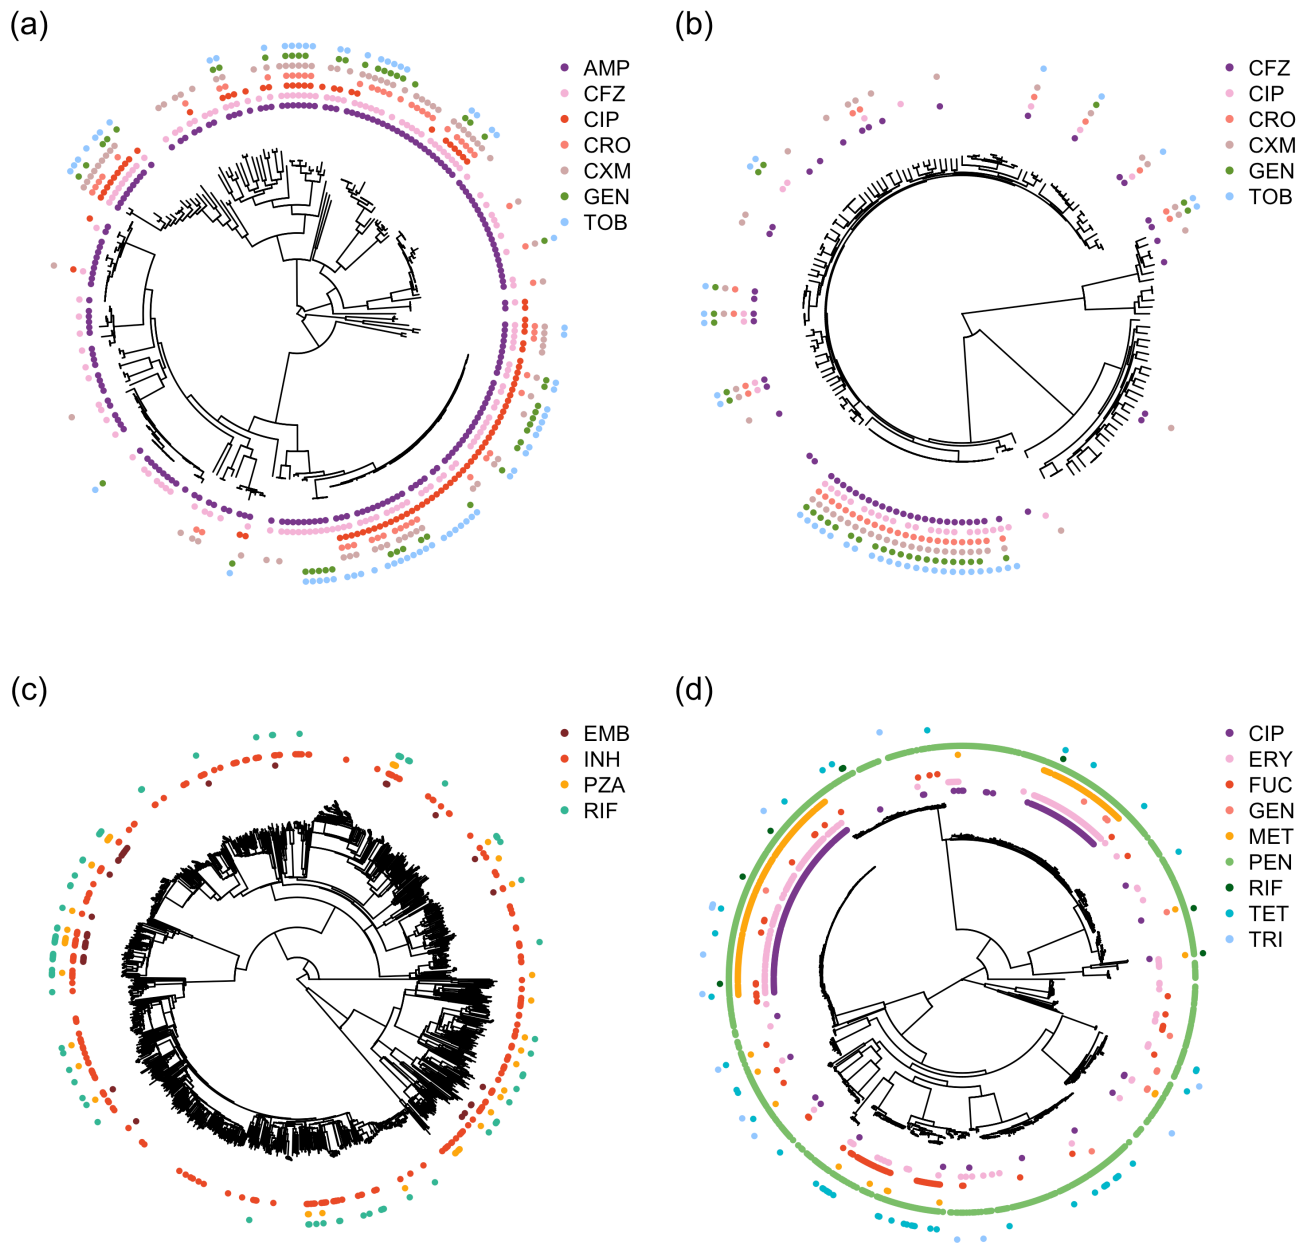 (a)
AMP
CFZ
CIP
CRO
CXM
GEN
TOB
(b)
CFZ
CIP
CRO
CXM
GEN
TOB
(c)
EMB
INH
PZA
RIF
(d)
CIP
ERY
FUC
GEN
MET
PEN
RIF
TET
TRI